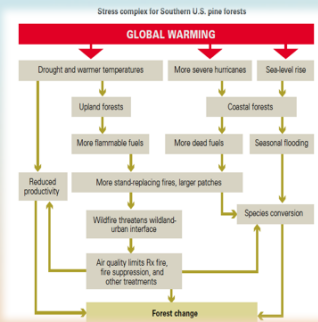 Stress complex for Southern U.S. pine forests
GLOBAL WARMING
Drought and warmer temperatures
More severe hurricanes
Sea-level rise
Upland forests
Coastal forests
More flammable fuels
More dead fuels
Seasonal flooding
Reduced
productivity
More stand-replacing fires, larger patches
Species conversion
Wildfire threatens wildland-
urban interface
Air quality limits Rx fire,
fire suppression, and
other treatments
Forest change